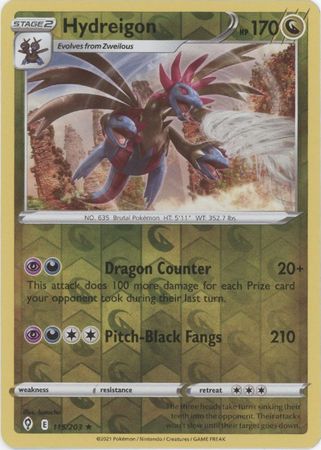 STAGE 2
Hydreigon
HP 170
Evolves from Zweilous
NO. 635 Brutal Pokémon HT: 5'11" WT: 352.7 lbs.
Dragon Counter 20+
This attack does 100 more damage for each Prize card
your opponent took during their last turn.
Pitch-Black Fangs 210
weakness resistance retreat
The three heads take turns sinking their
teeth into the opponent. Their attacks
won't slow until their target goes down.
E 115/203 ★
©2021 Pokémon / Nintendo / Creatures / GAME FREAK